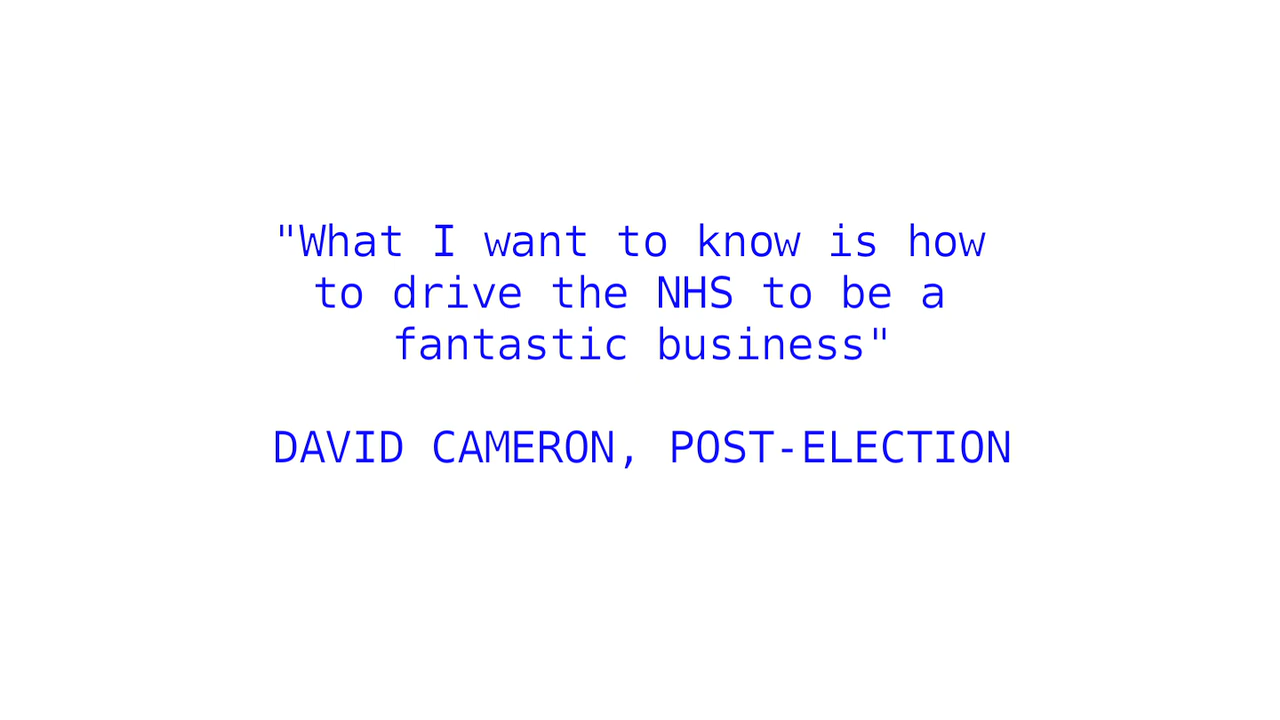 "What I want to know is how
to drive the NHS to be a
fantastic business"
DAVID CAMERON, POST-ELECTION